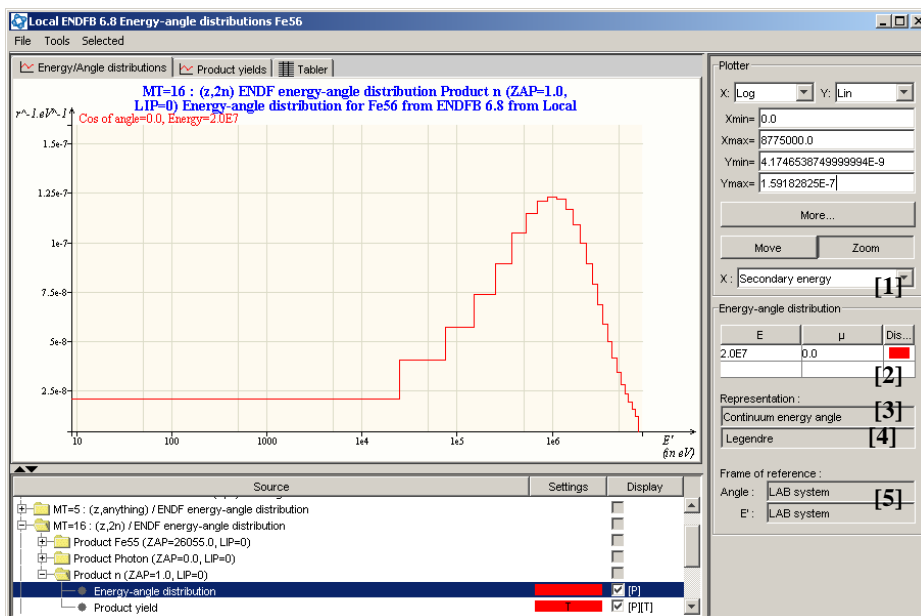 Local ENDFB 6.8 Energy-angle distributions Fe56
File Tools Selected
Energy/Angle distributions Product yields Tabler
MT=16 : (z,2n) ENDF energy-angle distribution Product n (ZAP=1.0,
LIP=0) Energy-angle distribution for Fe56 from ENDFB 6.8 from Local
r^-1.eV^-1
Cos of angle=0.0, Energy=2.0E7
1.5e-7
1.25e-7
1e-7
7.5e-8
5e-8
2.5e-8
10 100 1000 1e4 1e5 1e6 E'
(in eV)
Plotter
X: Log Y: Lin
Xmin= 0.0
Xmax= 8775000.0
Ymin= 4.1746538749999994E-9
Ymax= 1.59182825E-7
More...
Move Zoom
X : Secondary energy
[1]
Energy-angle distribution
E µ Dis...
2.0E7 0.0
[2]
Representation :
Continuum energy angle [3]
Legendre [4]
Frame of reference :
Angle : LAB system [5]
E' : LAB system
Source Settings Display
MT=5 : (z,anything) / ENDF energy-angle distribution
MT=16 : (z,2n) / ENDF energy-angle distribution
Product Fe55 (ZAP=26055.0, LIP=0)
Product Photon (ZAP=0.0, LIP=0)
Product n (ZAP=1.0, LIP=0)
Energy-angle distribution [P]
Product yield T [P][T]